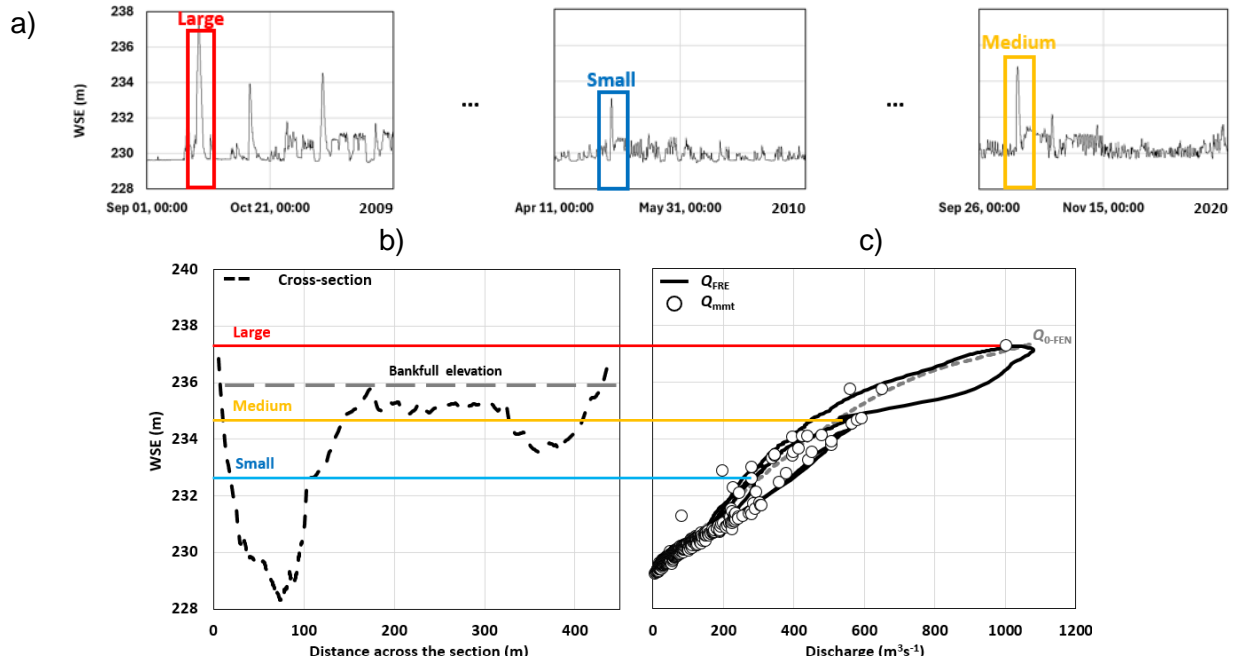 a)
238
236
234
232
230
228
WSE (m)
Large
Sep 01, 00:00
Oct 21, 00:00
2009
...
Small
Apr 11, 00:00
May 31, 00:00
2010
...
Medium
Sep 26, 00:00
Nov 15, 00:00
2020
b)
c)
240
238
236
234
232
230
228
WSE (m)
Cross-section
Large
Bankfull elevation
Medium
Small
0
100
200
300
400
Distance across the section (m)
QFRE
Qmmt
Q0-FEN
0
200
400
600
800
1000
1200
Discharge (m³s⁻¹)